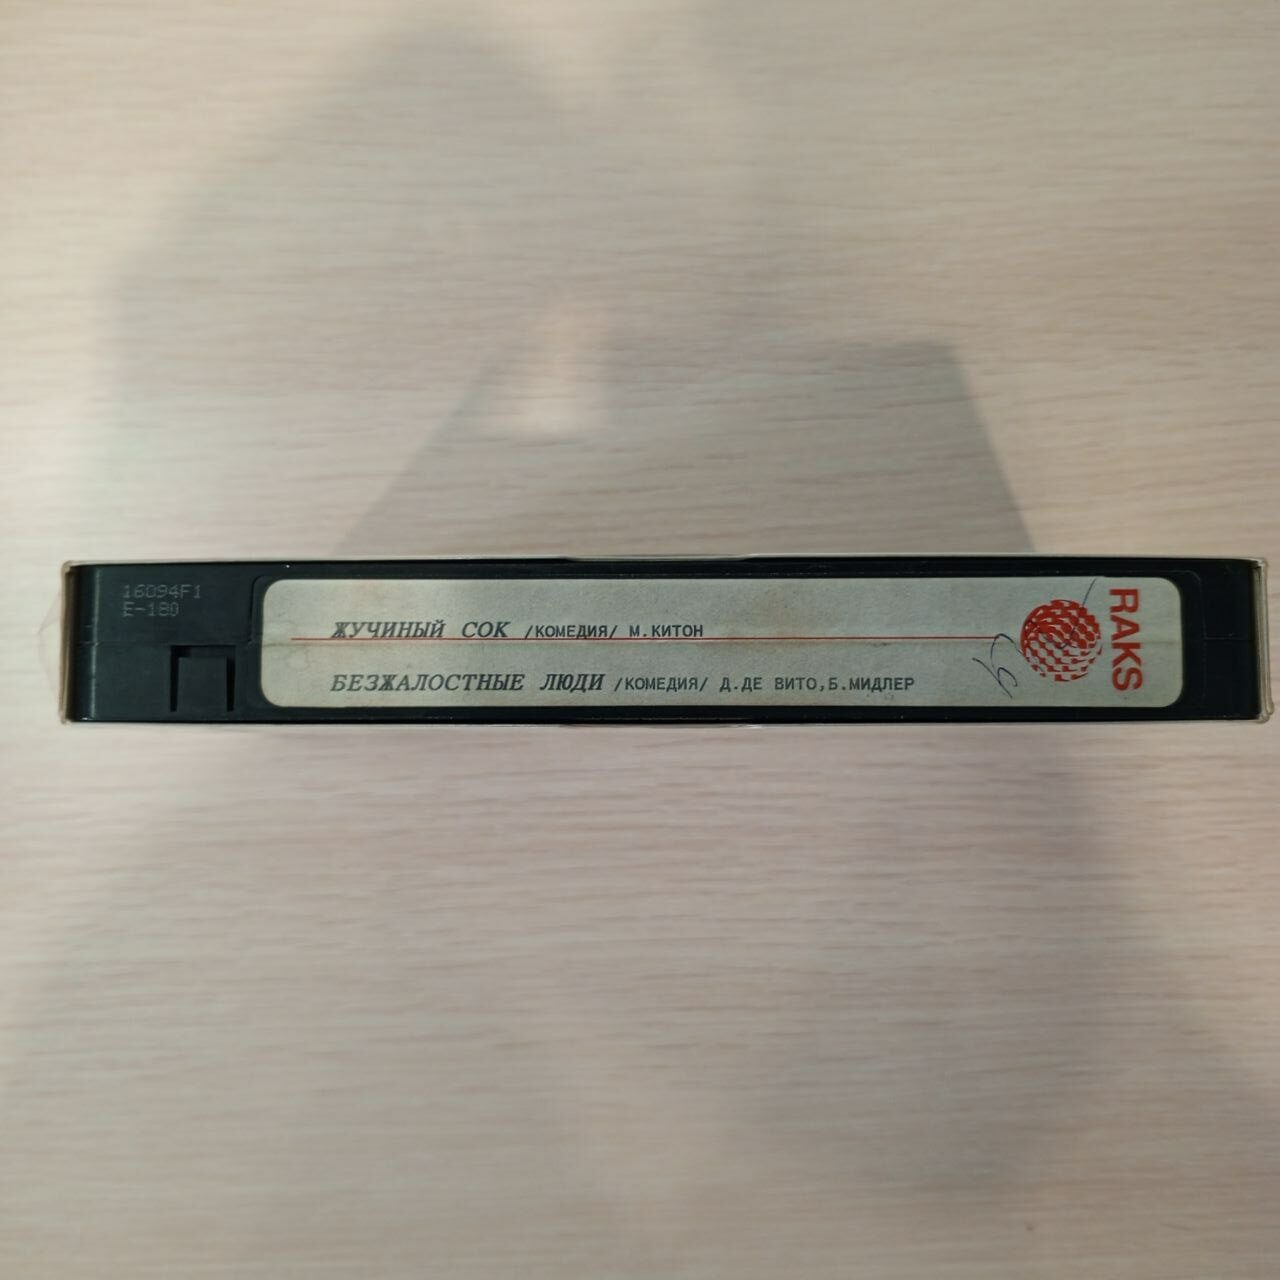 16094F1
E-180
ЖУЧИНЫЙ СОК /КОМЕДИЯ/ М.КИТОН
БЕЗЖАЛОСТНЫЕ ЛЮДИ /КОМЕДИЯ/ Д.ДЕ ВИТО,Б.МИДЛЕР
RAKS